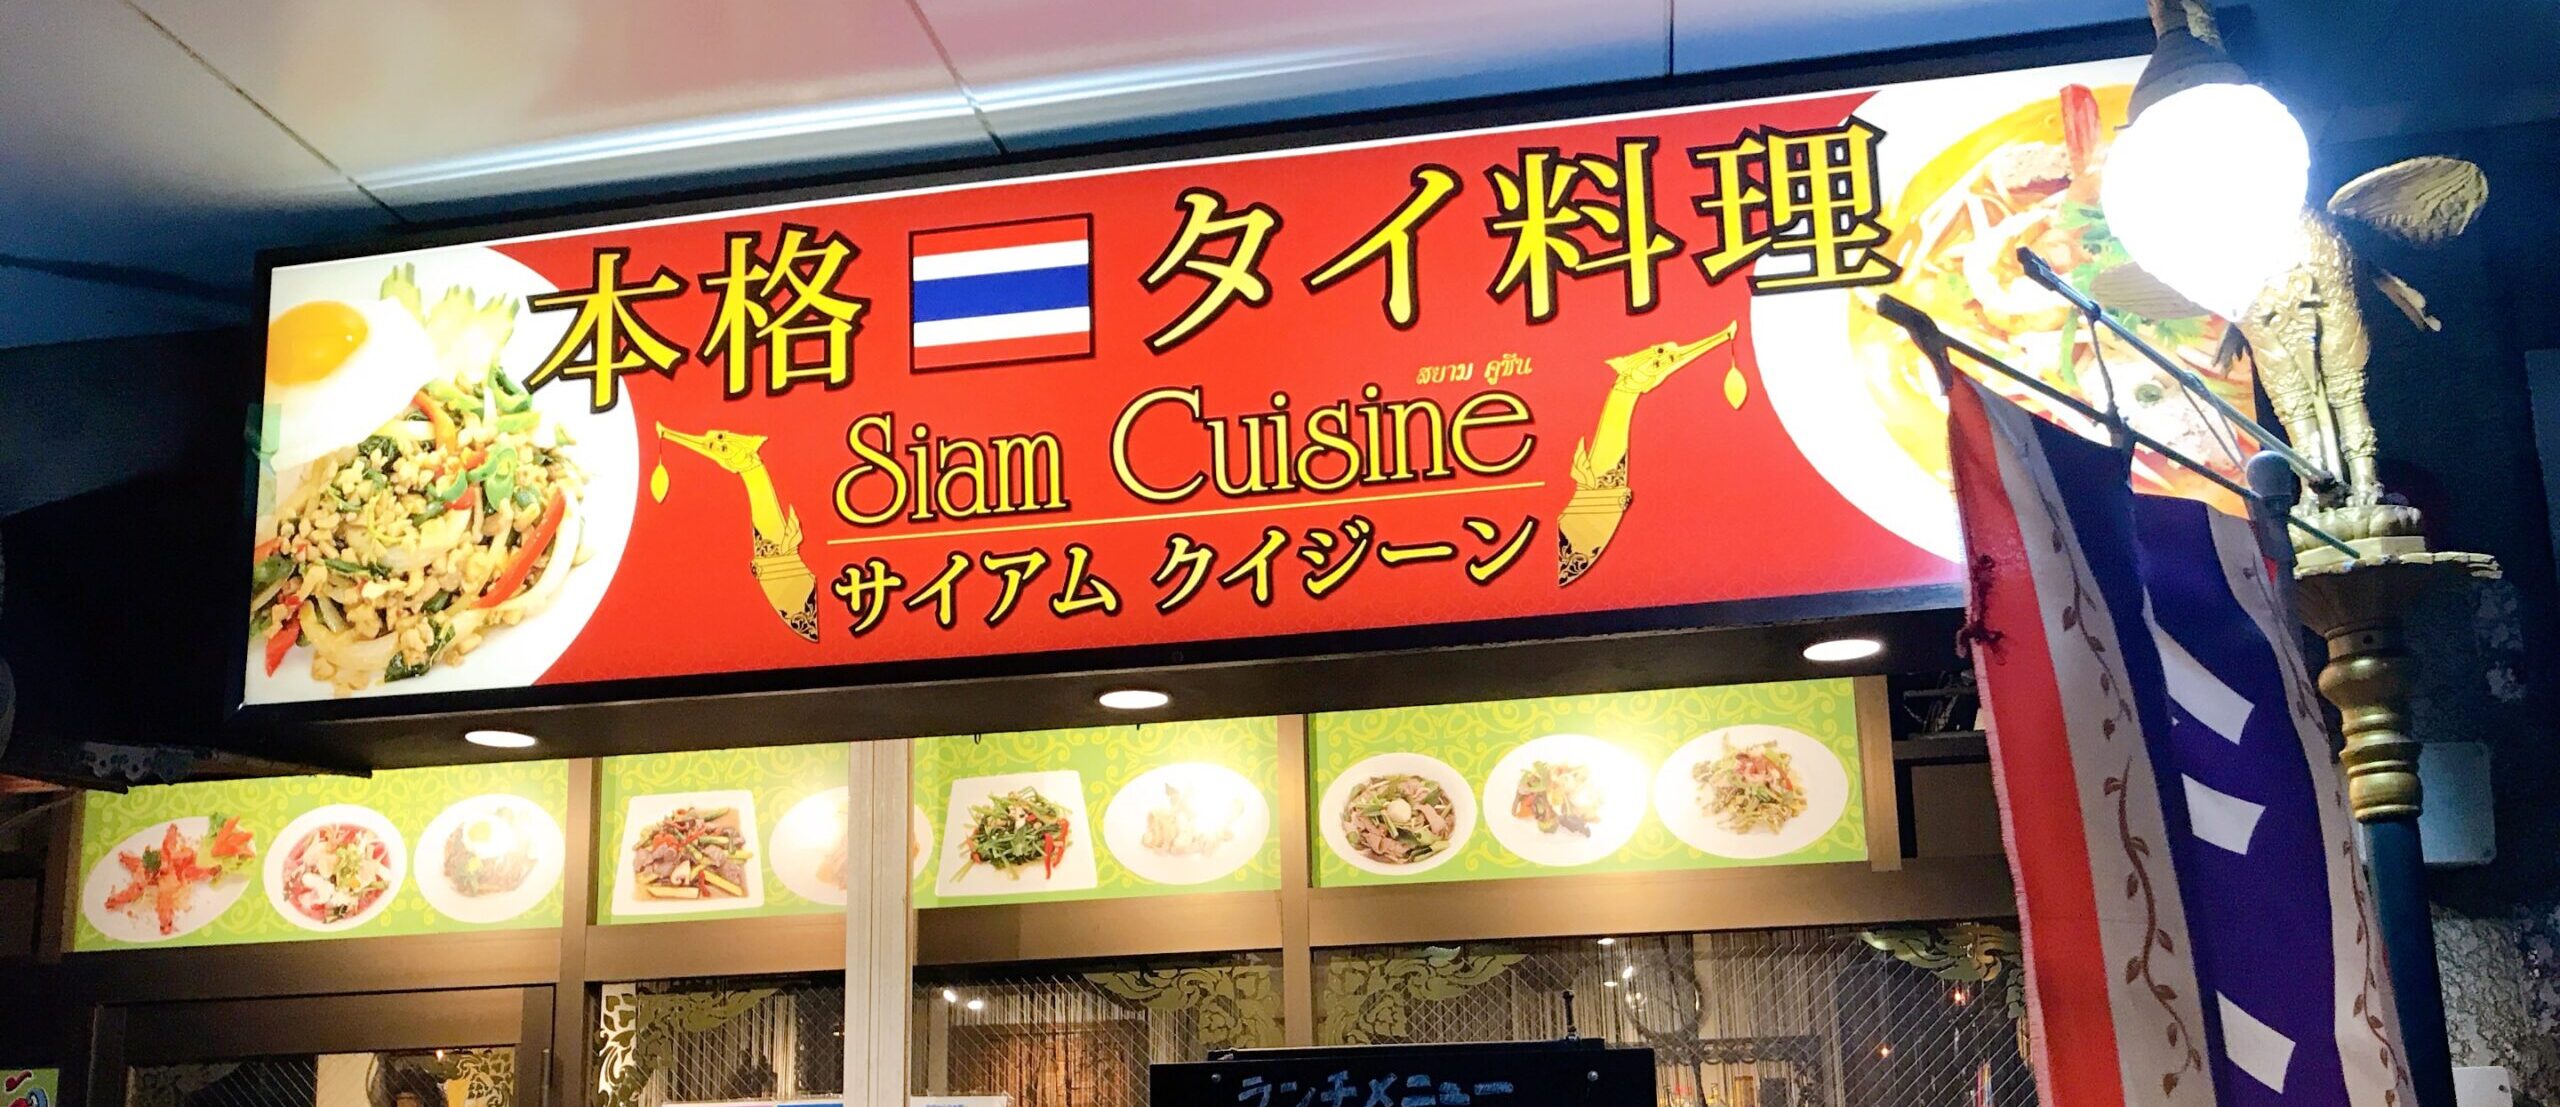 本格 タイ料理
สยาม คูซีน
Siam Cuisine
サイアム クイジーン
ランチメニュー